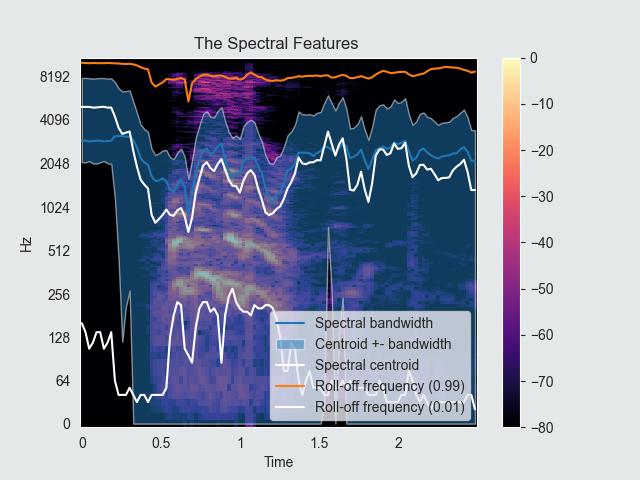 The Spectral Features
Hz
8192
4096
2048
1024
512
256
128
64
0
0
0.5
1
1.5
2
Time
Spectral bandwidth
Centroid +- bandwidth
Spectral centroid
Roll-off frequency (0.99)
Roll-off frequency (0.01)
0
−10
−20
−30
−40
−50
−60
−70
−80